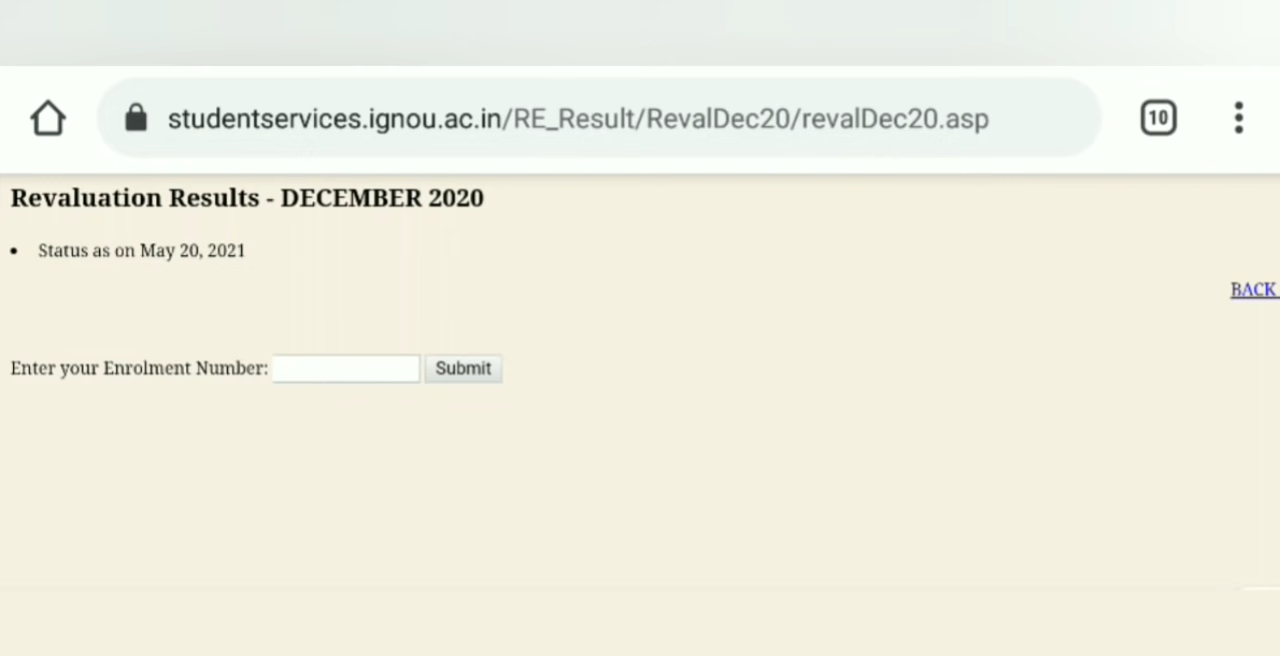 studentservices.ignou.ac.in/RE_Result/RevalDec20/revalDec20.asp
10
Revaluation Results - DECEMBER 2020
• Status as on May 20, 2021
BACK
Enter your Enrolment Number: Submit